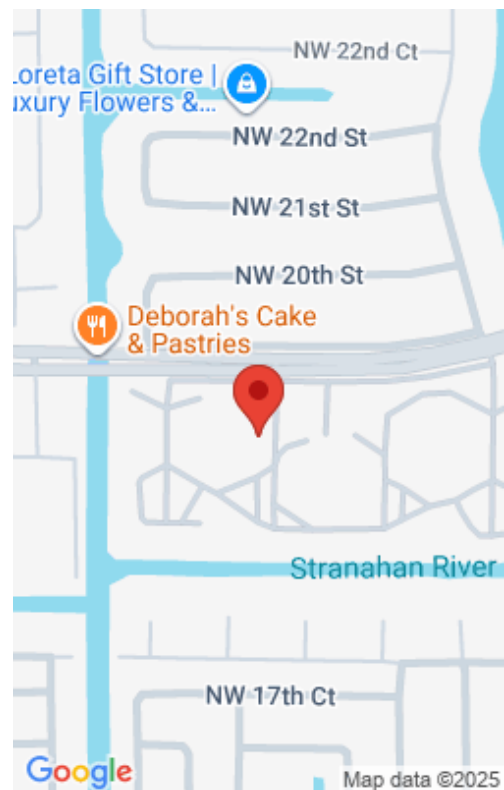 NW 22nd Ct
Loreta Gift Store |
uxury Flowers &...
NW 22nd St
NW 21st St
NW 20th St
Deborah's Cake
& Pastries
Stranahan River
NW 17th Ct
Google
Map data ©2025